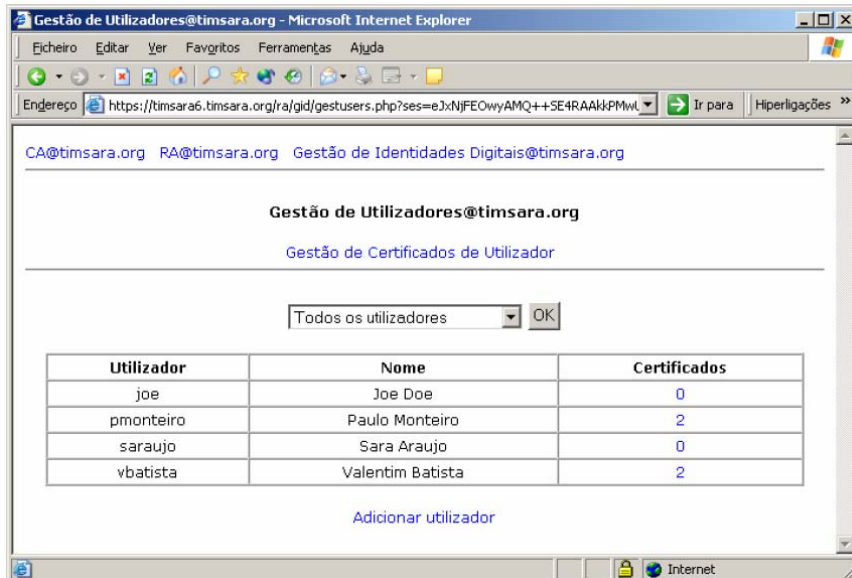 Gestão de Utilizadores@timsara.org - Microsoft Internet Explorer
Ficheiro Editar Ver Favoritos Ferramentas Ajuda
Endereço https://timsara6.timsara.org/ra/gid/gestusers.php?ses=eJxNjFEOwyAMQ++SE4RAAkkPMwU Ir para Hiperligações »
CA@timsara.org RA@timsara.org Gestão de Identidades Digitais@timsara.org
Gestão de Utilizadores@timsara.org
Gestão de Certificados de Utilizador
Todos os utilizadores OK
Utilizador Nome Certificados
joe Joe Doe 0
pmonteiro Paulo Monteiro 2
saraujo Sara Araujo 0
vbatista Valentim Batista 2
Adicionar utilizador
Internet